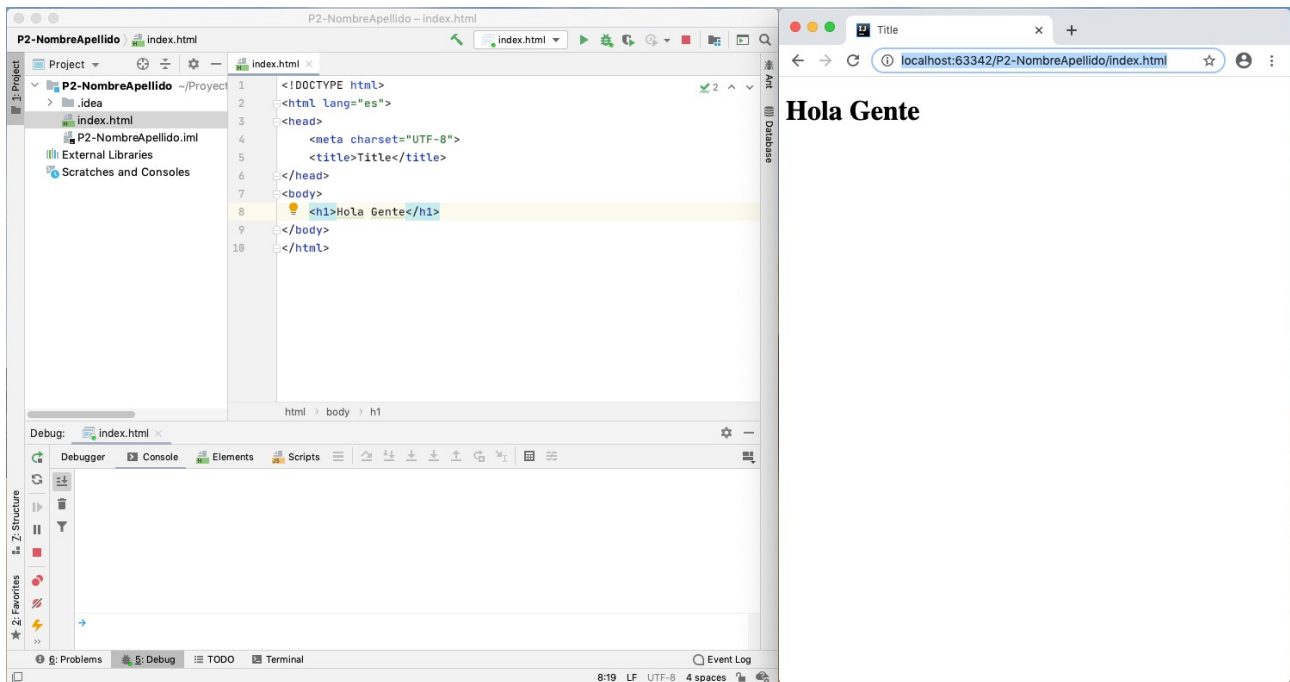 P2-NombreApellido – index.html
P2-NombreApellido index.html
index.html
1: Project
Project
P2-NombreApellido ~/Proyect
.idea
index.html
P2-NombreApellido.iml
External Libraries
Scratches and Consoles
index.html
1 <!DOCTYPE html>
2 <html lang="es">
3 <head>
4 <meta charset="UTF-8">
5 <title>Title</title>
6 </head>
7 <body>
8 <h1>Hola Gente</h1>
9 </body>
10 </html>
2
Ant
Database
html › body › h1
Debug: index.html
Debugger Console Elements Scripts
Z: Structure
2: Favorites
6: Problems 5: Debug TODO Terminal Event Log
8:19 LF UTF-8 4 spaces
Title
localhost:63342/P2-NombreApellido/index.html
Hola Gente